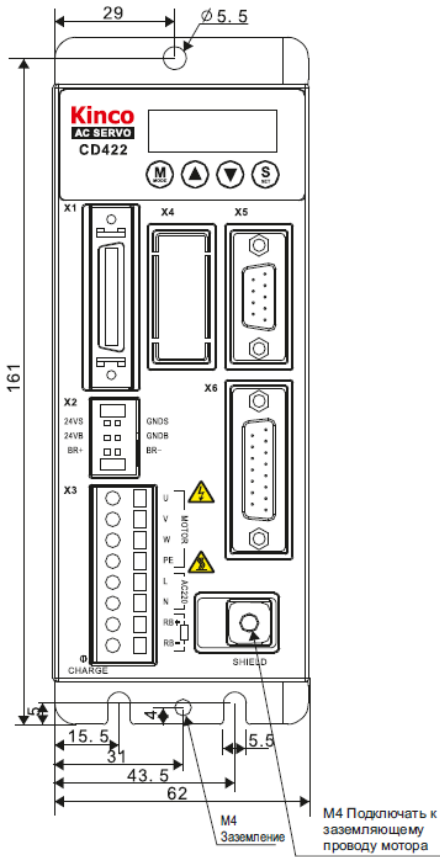 29
Ø5.5
Kinco
AC SERVO
CD422
M
MODE
S
SET
X1
X4
X5
161
X6
X2
24VS
GNDS
24VB
GNDB
BR+
BR-
X3
U
V
W
PE
MOTOR
L
N
AC220
RB+
RB-
CHARGE
SHIELD
5
4
5.5
15.5
31
43.5
62
M4
Заземление
M4 Подключать к
заземляющему
проводу мотора